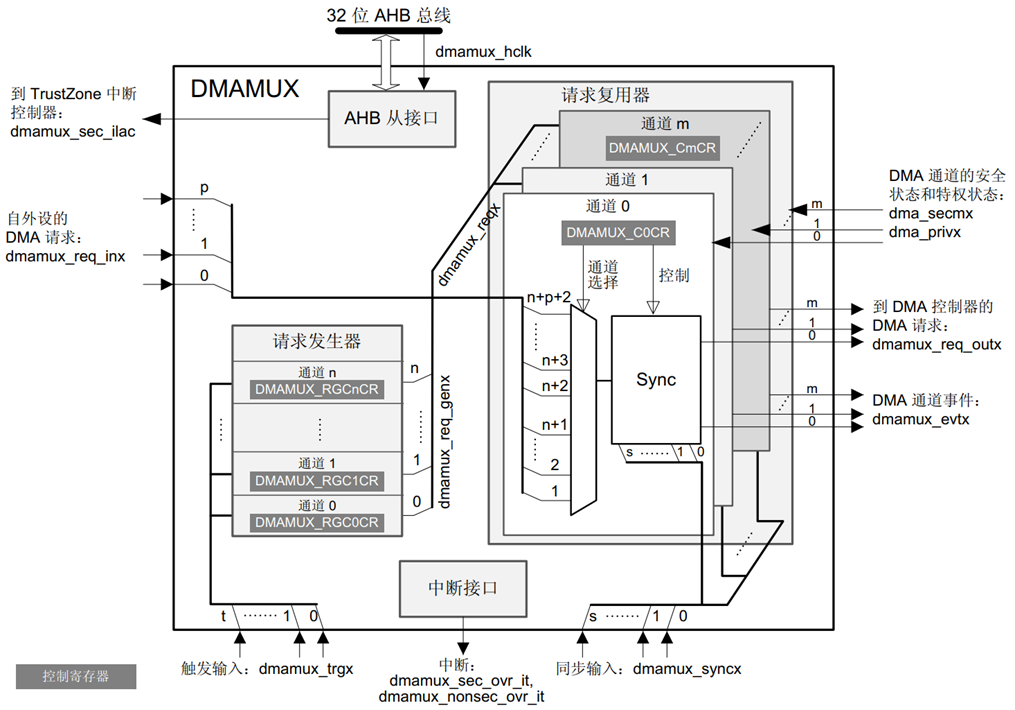 32 位 AHB 总线
dmamux_hclk
DMAMUX
到 TrustZone 中断
控制器：
dmamux_sec_ilac
AHB 从接口
请求复用器
通道 m
DMAMUX_CmCR
通道 1
通道 0
DMAMUX_C0CR
通道
选择
控制
DMA 通道的安全
状态和特权状态：
dma_secmx
dma_privx
m
1
0
自外设的
DMA 请求：
dmamux_req_inx
p
1
0
dmamux_reqx
n+p+2
n+3
n+2
n+1
2
1
Sync
s
1
0
m
1
0
到 DMA 控制器的
DMA 请求：
dmamux_req_outx
m
1
0
DMA 通道事件：
dmamux_evtx
请求发生器
通道 n
DMAMUX_RGCnCR
通道 1
DMAMUX_RGC1CR
通道 0
DMAMUX_RGC0CR
n
1
0
dmamux_req_genx
中断接口
t
1
0
触发输入：dmamux_trgx
中断：
dmamux_sec_ovr_it,
dmamux_nonsec_ovr_it
s
1
0
同步输入：dmamux_syncx
控制寄存器